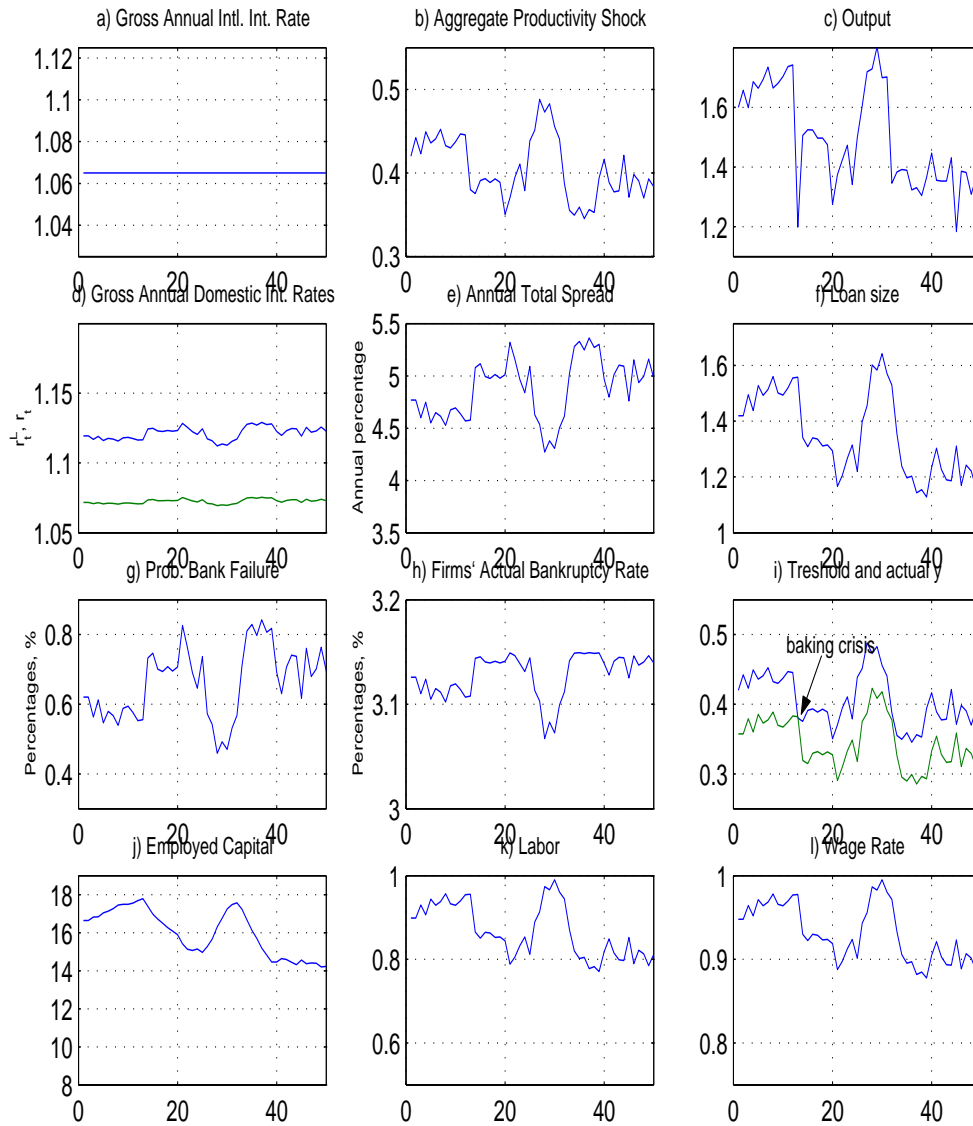 a) Gross Annual Intl. Int. Rate
1.12
1.1
1.08
1.06
1.04
0 20 40
b) Aggregate Productivity Shock
0.5
0.4
0.3
0 20 40
c) Output
1.6
1.4
1.2
0 20 40
d) Gross Annual Domestic Int. Rates
r_t^L, r_t
1.15
1.1
1.05
0 20 40
e) Annual Total Spread
Annual percentage
5.5
5
4.5
4
3.5
0 20 40
f) Loan size
1.6
1.4
1.2
1
0 20 40
g) Prob. Bank Failure
Percentages, %
0.8
0.6
0.4
0 20 40
h) Firms‘ Actual Bankruptcy Rate
Percentages, %
3.2
3.1
3
0 20 40
i) Treshold and actual γ
baking crisis
0.5
0.4
0.3
0 20 40
j) Employed Capital
18
16
14
12
10
8
0 20 40
k) Labor
1
0.8
0.6
0 20 40
l) Wage Rate
1
0.9
0.8
0 20 40